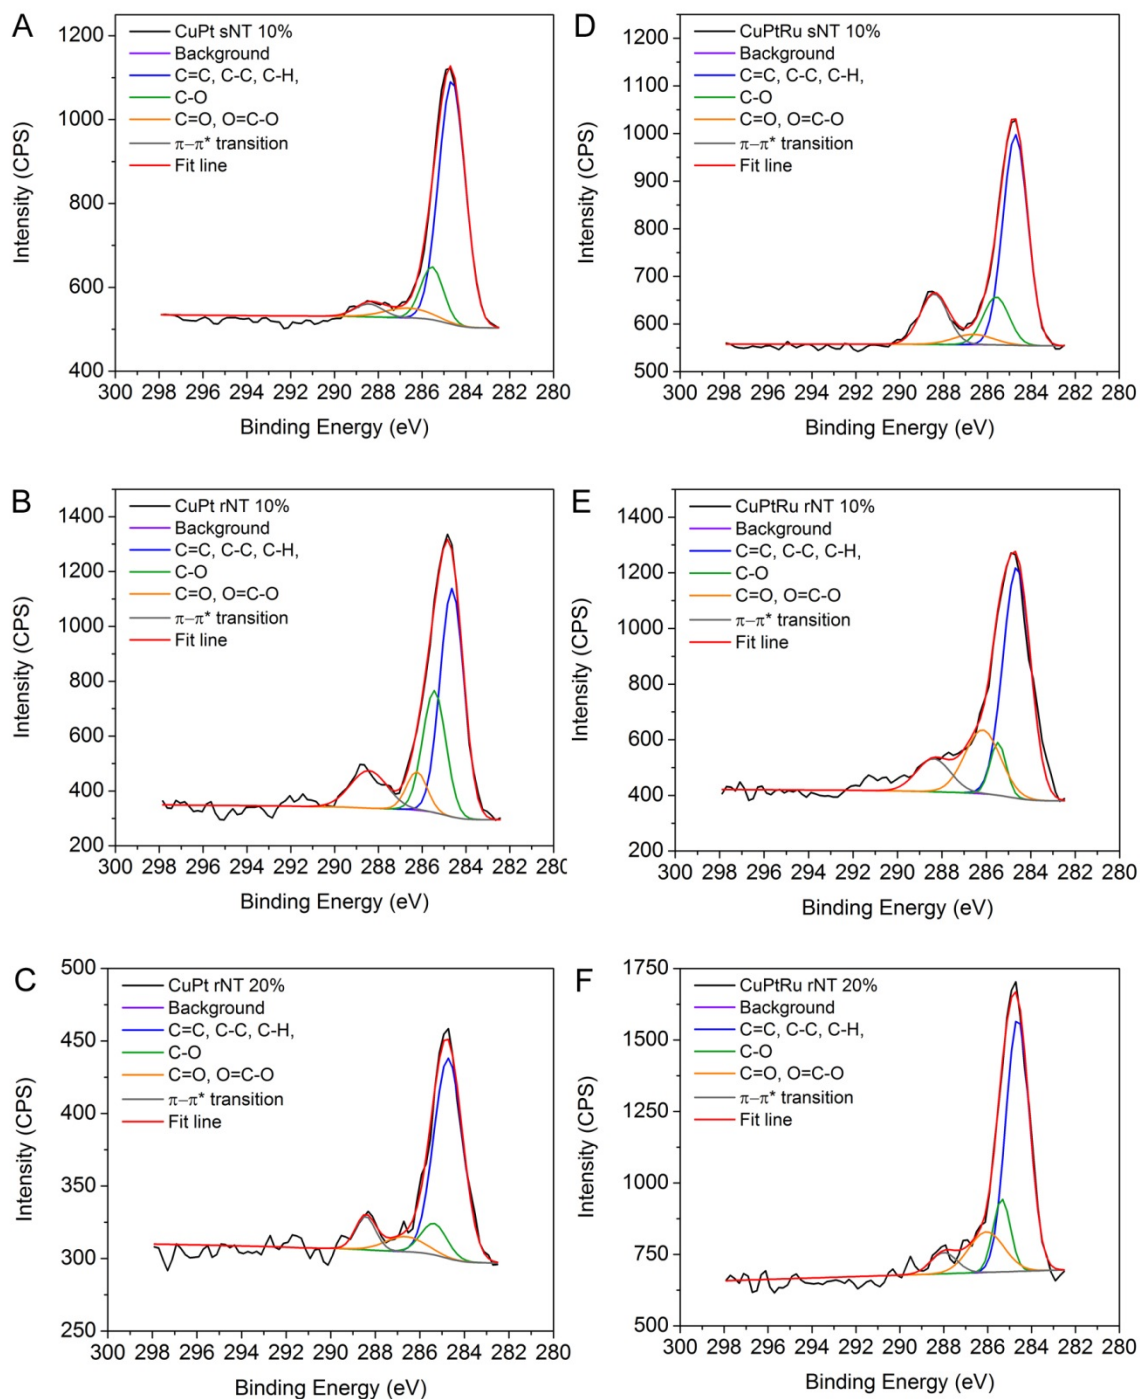 A
Intensity (CPS)
1200
1000
800
600
400
CuPt sNT 10%
Background
C=C, C-C, C-H,
C-O
C=O, O=C-O
π–π* transition
Fit line
300 298 296 294 292 290 288 286 284 282 280
Binding Energy (eV)
D
Intensity (CPS)
1200
1100
1000
900
800
700
600
500
CuPtRu sNT 10%
Background
C=C, C-C, C-H,
C-O
C=O, O=C-O
π–π* transition
Fit line
300 298 296 294 292 290 288 286 284 282 280
Binding Energy (eV)
B
Intensity (CPS)
1400
1200
1000
800
600
400
200
CuPt rNT 10%
Background
C=C, C-C, C-H,
C-O
C=O, O=C-O
π–π* transition
Fit line
300 298 296 294 292 290 288 286 284 282 280
Binding Energy (eV)
E
Intensity (CPS)
1400
1200
1000
800
600
400
200
CuPtRu rNT 10%
Background
C=C, C-C, C-H,
C-O
C=O, O=C-O
π–π* transition
Fit line
300 298 296 294 292 290 288 286 284 282 280
Binding Energy (eV)
C
Intensity (CPS)
500
450
400
350
300
250
CuPt rNT 20%
Background
C=C, C-C, C-H,
C-O
C=O, O=C-O
π–π* transition
Fit line
300 298 296 294 292 290 288 286 284 282 280
Binding Energy (eV)
F
Intensity (CPS)
1750
1500
1250
1000
750
500
CuPtRu rNT 20%
Background
C=C, C-C, C-H,
C-O
C=O, O=C-O
π–π* transition
Fit line
300 298 296 294 292 290 288 286 284 282 280
Binding Energy (eV)